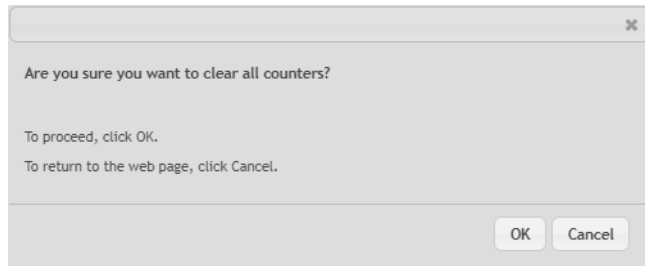 Are you sure you want to clear all counters?
To proceed, click OK.
To return to the web page, click Cancel.
OK Cancel